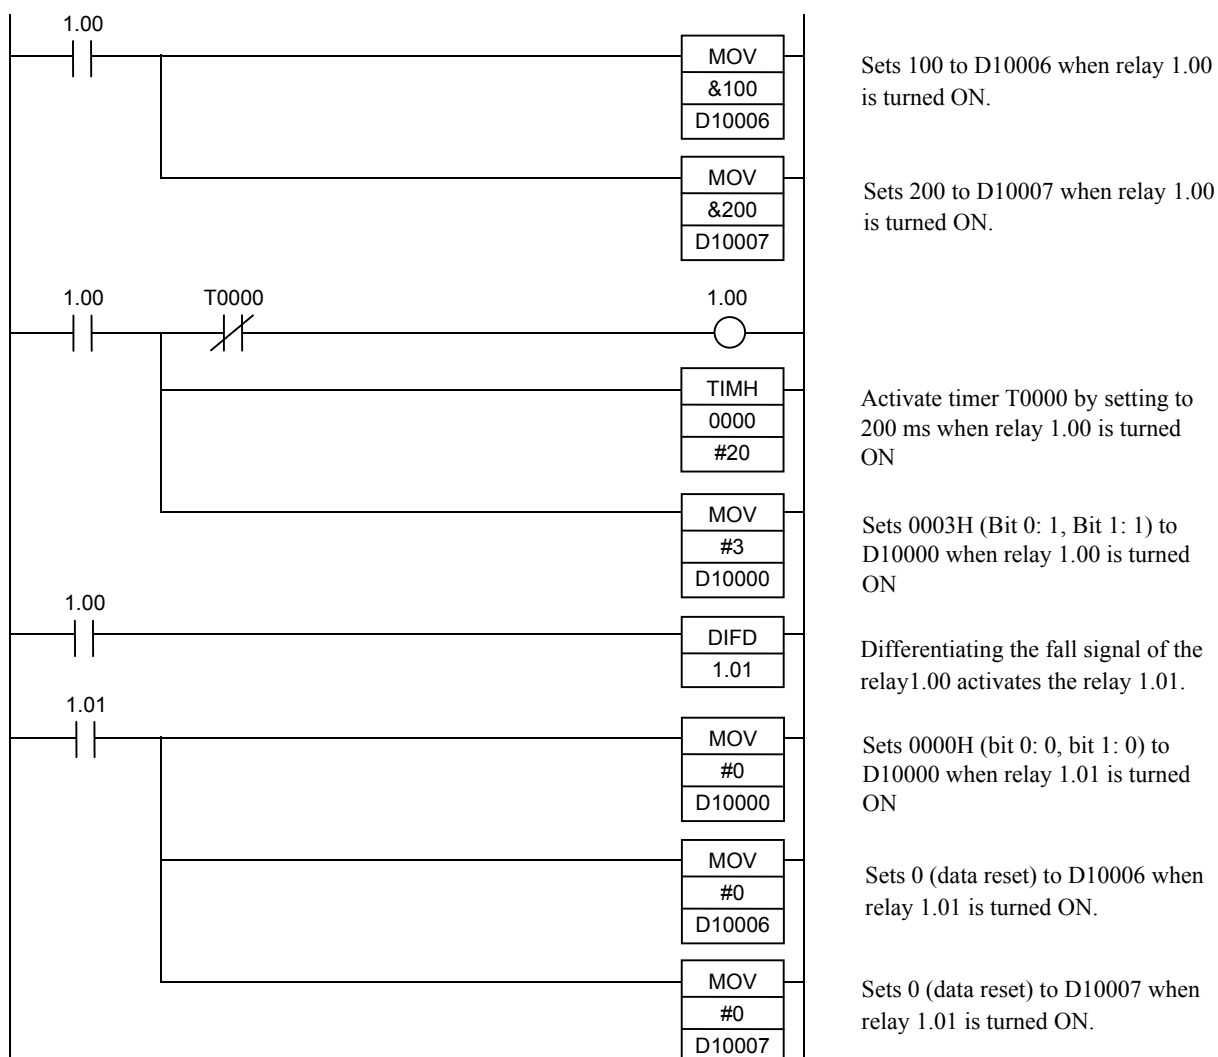 1.00
MOV
&100
D10006
Sets 100 to D10006 when relay 1.00
is turned ON.
MOV
&200
D10007
Sets 200 to D10007 when relay 1.00
is turned ON.
1.00 T0000 1.00
TIMH
0000
#20
Activate timer T0000 by setting to
200 ms when relay 1.00 is turned
ON
MOV
#3
D10000
Sets 0003H (Bit 0: 1, Bit 1: 1) to
D10000 when relay 1.00 is turned
ON
1.00
DIFD
1.01
Differentiating the fall signal of the
relay1.00 activates the relay 1.01.
1.01
MOV
#0
D10000
Sets 0000H (bit 0: 0, bit 1: 0) to
D10000 when relay 1.01 is turned
ON
MOV
#0
D10006
Sets 0 (data reset) to D10006 when
relay 1.01 is turned ON.
MOV
#0
D10007
Sets 0 (data reset) to D10007 when
relay 1.01 is turned ON.